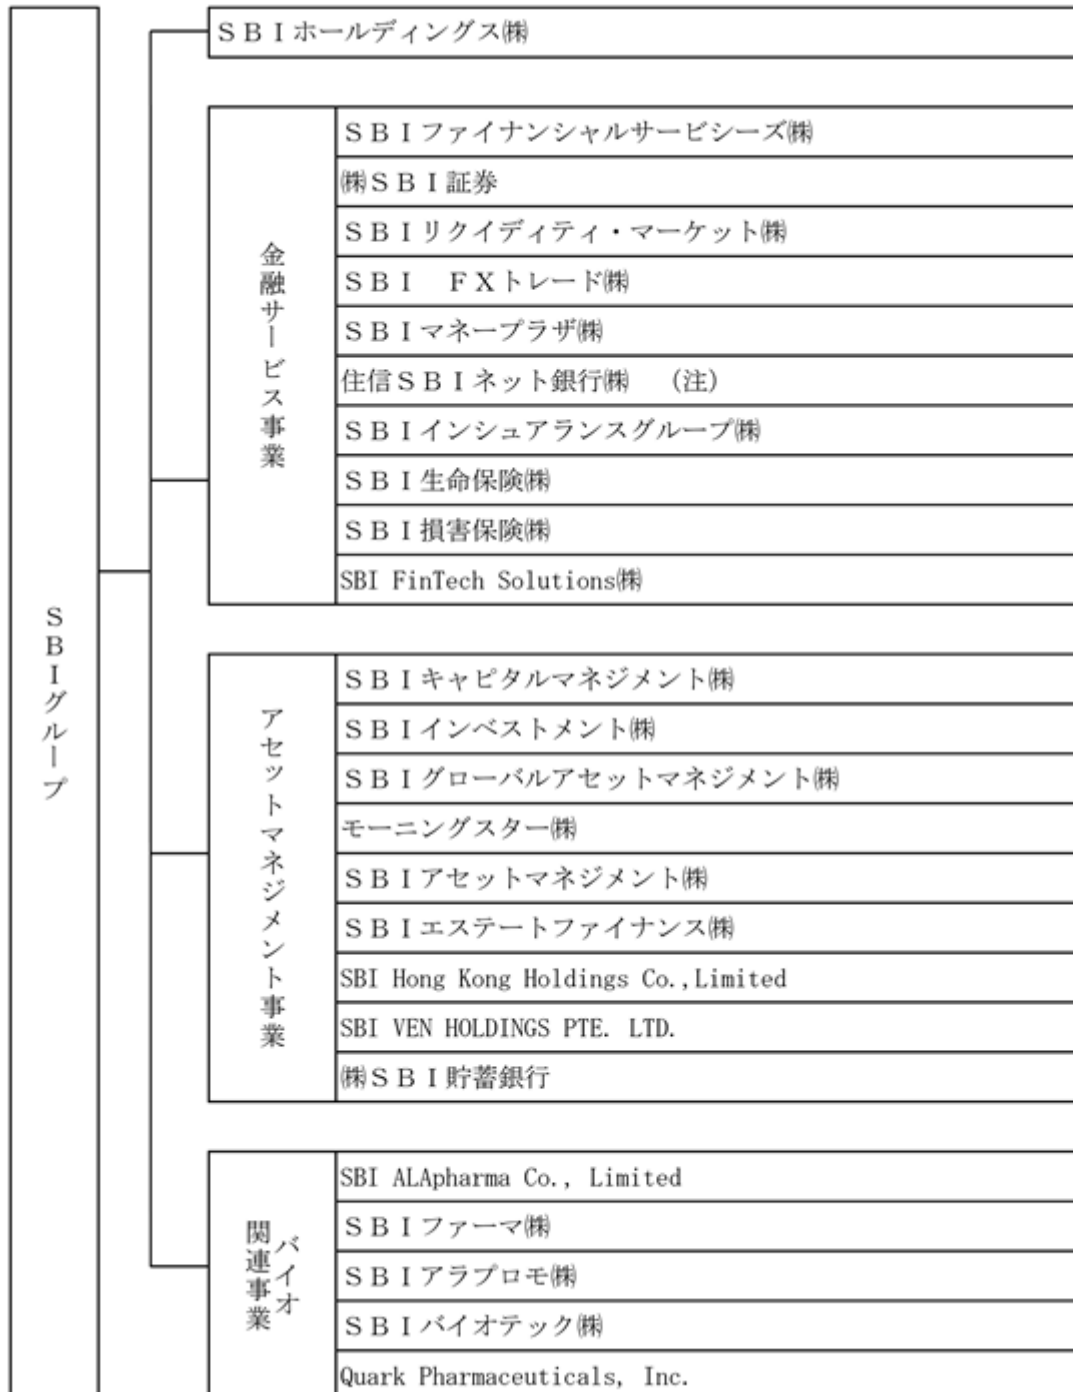 SBIグループ
SBIホールディングス㈱
金融サービス事業
SBIファイナンシャルサービシーズ㈱
㈱SBI証券
SBIリクイディティ・マーケット㈱
SBI FXトレード㈱
SBIマネープラザ㈱
住信SBIネット銀行㈱ (注)
SBIインシュアランスグループ㈱
SBI生命保険㈱
SBI損害保険㈱
SBI FinTech Solutions㈱
アセットマネジメント事業
SBIキャピタルマネジメント㈱
SBIインベストメント㈱
SBIグローバルアセットマネジメント㈱
モーニングスター㈱
SBIアセットマネジメント㈱
SBIエステートファイナンス㈱
SBI Hong Kong Holdings Co.,Limited
SBI VEN HOLDINGS PTE. LTD.
㈱SBI貯蓄銀行
バイオ
関連事業
SBI ALApharma Co., Limited
SBIファーマ㈱
SBIアラプロモ㈱
SBIバイオテック㈱
Quark Pharmaceuticals, Inc.